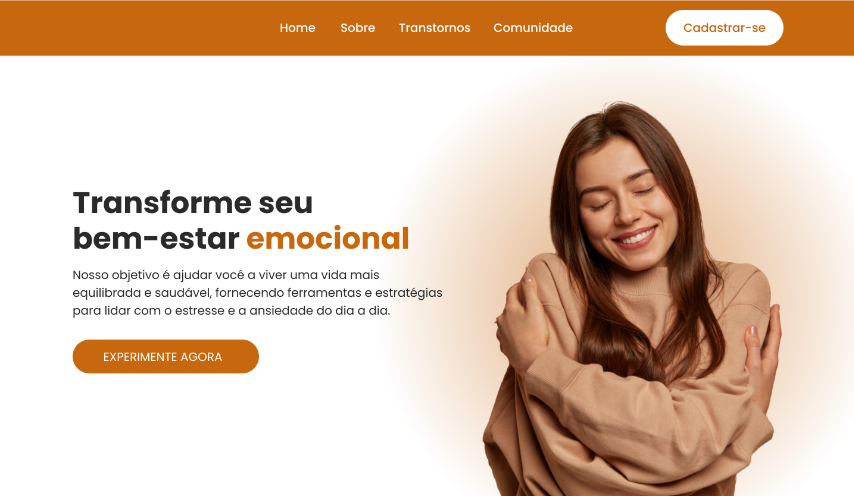 Home Sobre Transtornos Comunidade Cadastrar-se
Transforme seu
bem-estar emocional
Nosso objetivo é ajudar você a viver uma vida mais
equilibrada e saudável, fornecendo ferramentas e estratégias
para lidar com o estresse e a ansiedade do dia a dia.
EXPERIMENTE AGORA